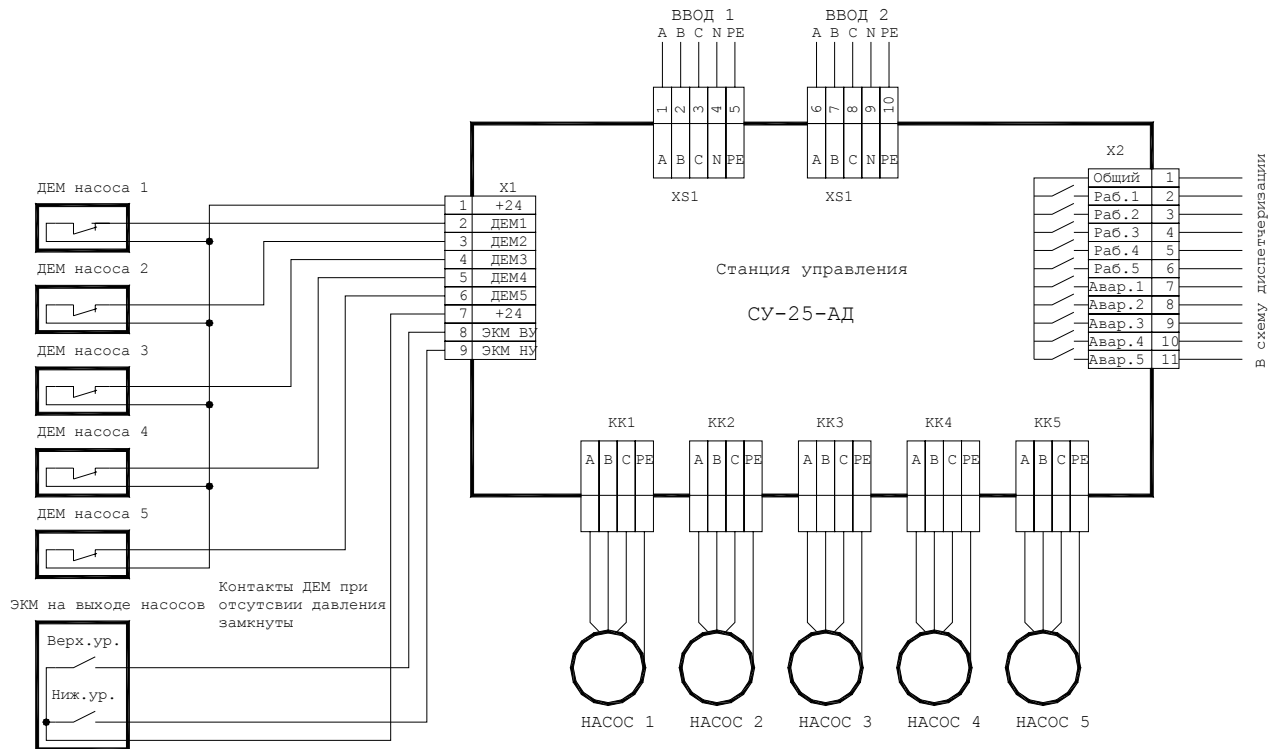 ВВОД 1
A B C N PE
1 2 3 4 5
A B C N PE
XS1
ВВОД 2
A B C N PE
6 7 8 9 10
A B C N PE
XS1
ДЕМ насоса 1
ДЕМ насоса 2
ДЕМ насоса 3
ДЕМ насоса 4
ДЕМ насоса 5
X1
1 +24
2 ДЕМ1
3 ДЕМ2
4 ДЕМ3
5 ДЕМ4
6 ДЕМ5
7 +24
8 ЭКМ ВУ
9 ЭКМ НУ
Станция управления
СУ-25-АД
X2
Общий 1
Раб.1 2
Раб.2 3
Раб.3 4
Раб.4 5
Раб.5 6
Авар.1 7
Авар.2 8
Авар.3 9
Авар.4 10
Авар.5 11
в схему диспетчеризации
Контакты ДЕМ при
отсутсвии давления
замкнуты
ЭКМ на выходе насосов
Верх.ур.
Ниж.ур.
КК1
A B C PE
НАСОС 1
КК2
A B C PE
НАСОС 2
КК3
A B C PE
НАСОС 3
КК4
A B C PE
НАСОС 4
КК5
A B C PE
НАСОС 5